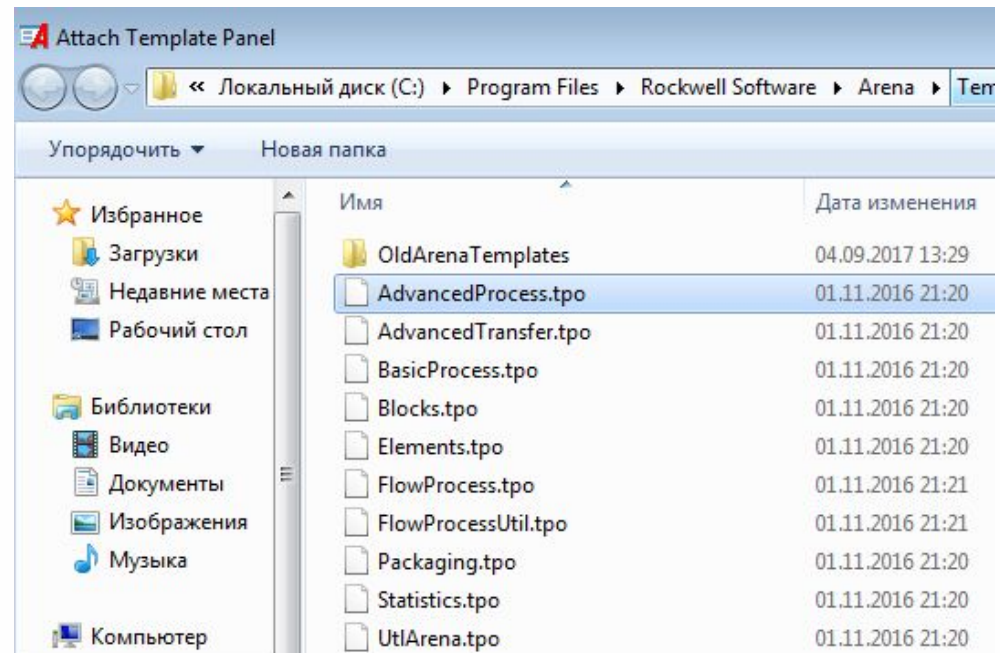 Attach Template Panel
« Локальный диск (C:) Program Files Rockwell Software Arena Tem
Упорядочить Новая папка
Имя Дата изменения
Избранное
Загрузки
Недавние места
Рабочий стол
Библиотеки
Видео
Документы
Изображения
Музыка
Компьютер
OldArenaTemplates 04.09.2017 13:29
AdvancedProcess.tpo 01.11.2016 21:20
AdvancedTransfer.tpo 01.11.2016 21:20
BasicProcess.tpo 01.11.2016 21:20
Blocks.tpo 01.11.2016 21:20
Elements.tpo 01.11.2016 21:20
FlowProcess.tpo 01.11.2016 21:21
FlowProcessUtil.tpo 01.11.2016 21:21
Packaging.tpo 01.11.2016 21:20
Statistics.tpo 01.11.2016 21:20
UtlArena.tpo 01.11.2016 21:20